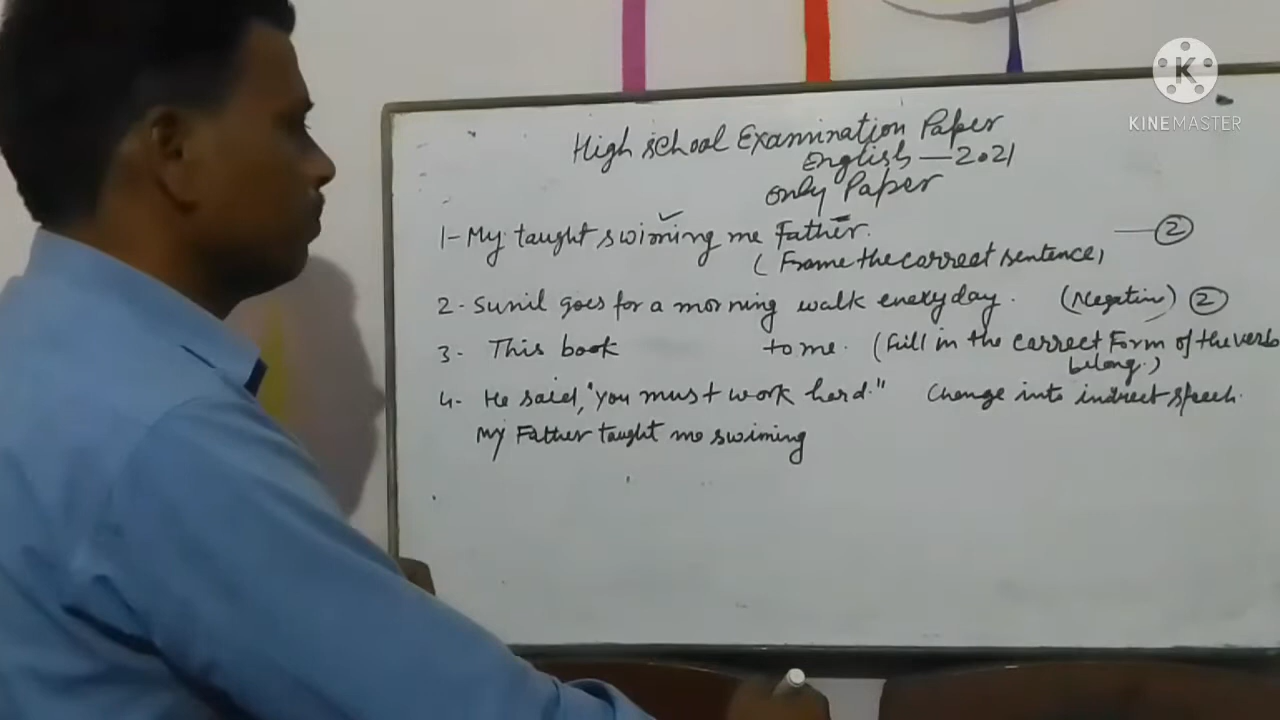 High school Examination Paper
English — 2021
only Paper
1- My taught swiming me Father. — 2
( Frame the correct sentence,
2. Sunil goes for a morning walk everyday. (Negative) 2
3. This book to me. (Fill in the correct Form of the verb
belong.)
4. He said, "you must work hard." Change into indirect speech.
My Father taught me swiming
K
KINEMASTER